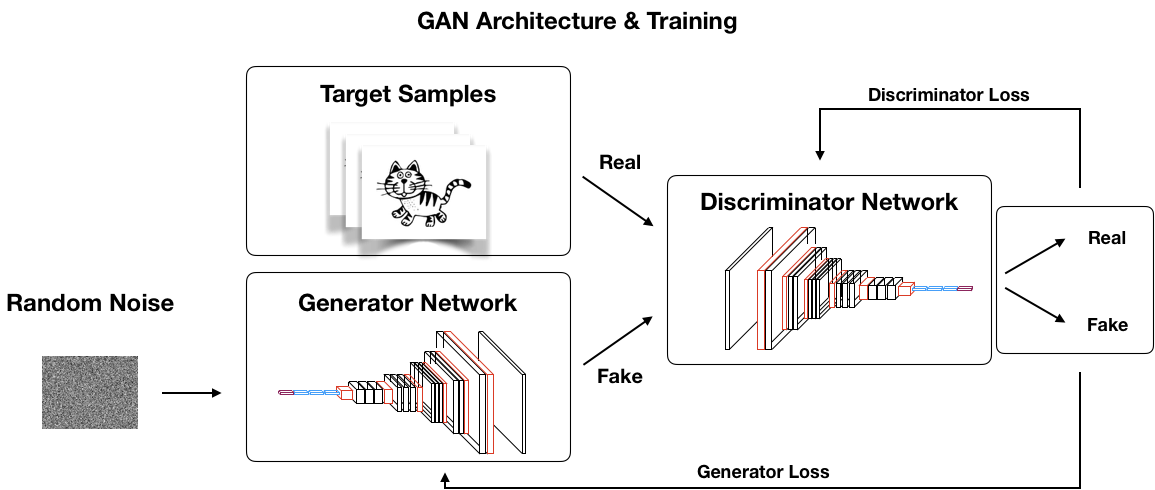 GAN Architecture & Training
Target Samples
Discriminator Loss
Real
Discriminator Network
Real
Fake
Random Noise
Generator Network
Fake
Generator Loss